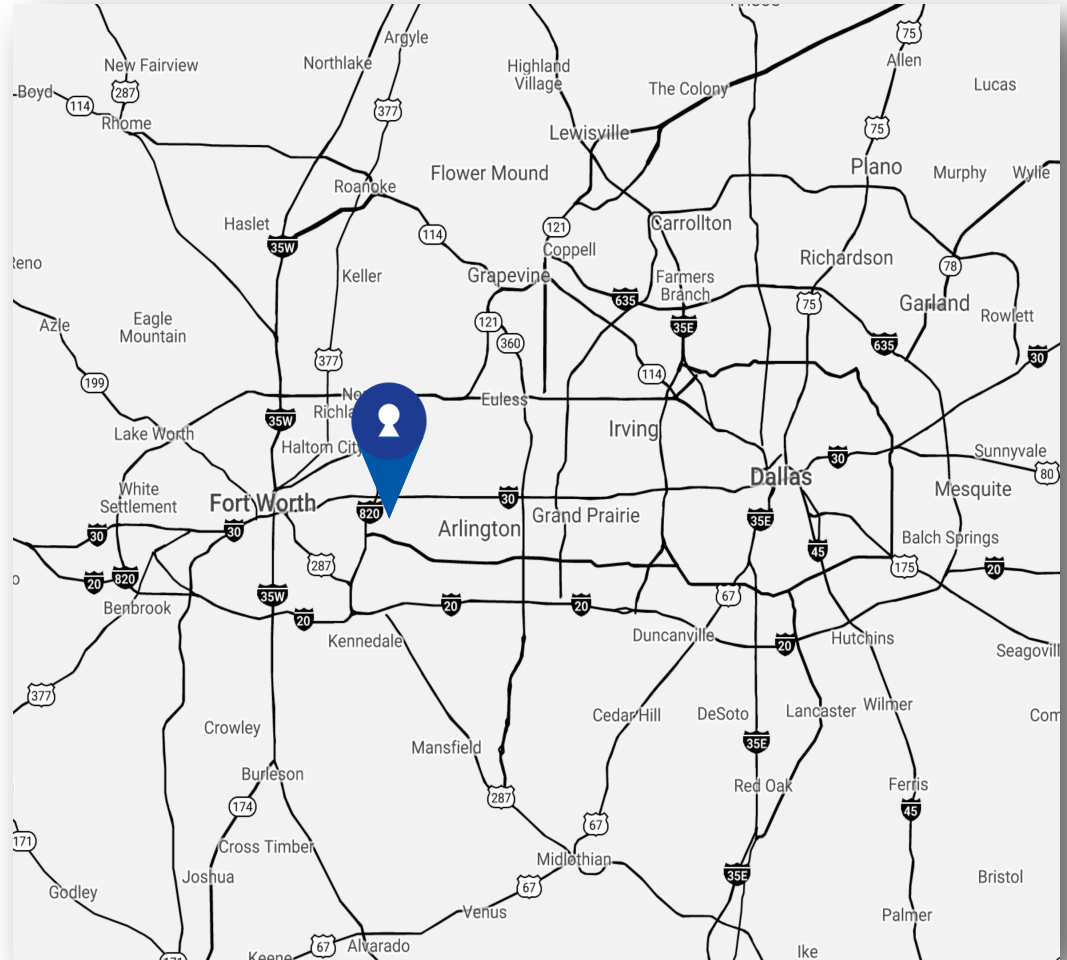 Argyle
75
New Fairview
Northlake
Highland
Village
Allen
Boyd
287
114
377
The Colony
Lucas
Rhome
Lewisville
75
Flower Mound
Plano
Murphy
Wylie
Roanoke
Haslet
114
121
Carrollton
35W
Coppell
Richardson
Keller
Grapevine
Farmers
Branch
78
635
75
Garland
Azle
Eagle
Mountain
121
360
35E
Rowlett
635
30
377
114
199
Euless
35W
Irving
Lake Worth
Haltom City
Sunnyvale
30
80
Dallas
White
Settlement
Fort Worth
820
30
Grand Prairie
Mesquite
30
30
Arlington
35E
45
Balch Springs
20
820
287
175
20
Benbrook
35W
20
20
20
67
Kennedale
Duncanville
20
Hutchins
377
Crowley
Cedar Hill
DeSoto
Lancaster
Wilmer
Mansfield
35E
Burleson
Red Oak
Ferris
174
287
45
67
171
Cross Timber
Midlothian
35E
Joshua
67
Bristol
Godley
Venus
Palmer
67
Alvarado
Ike
Keene